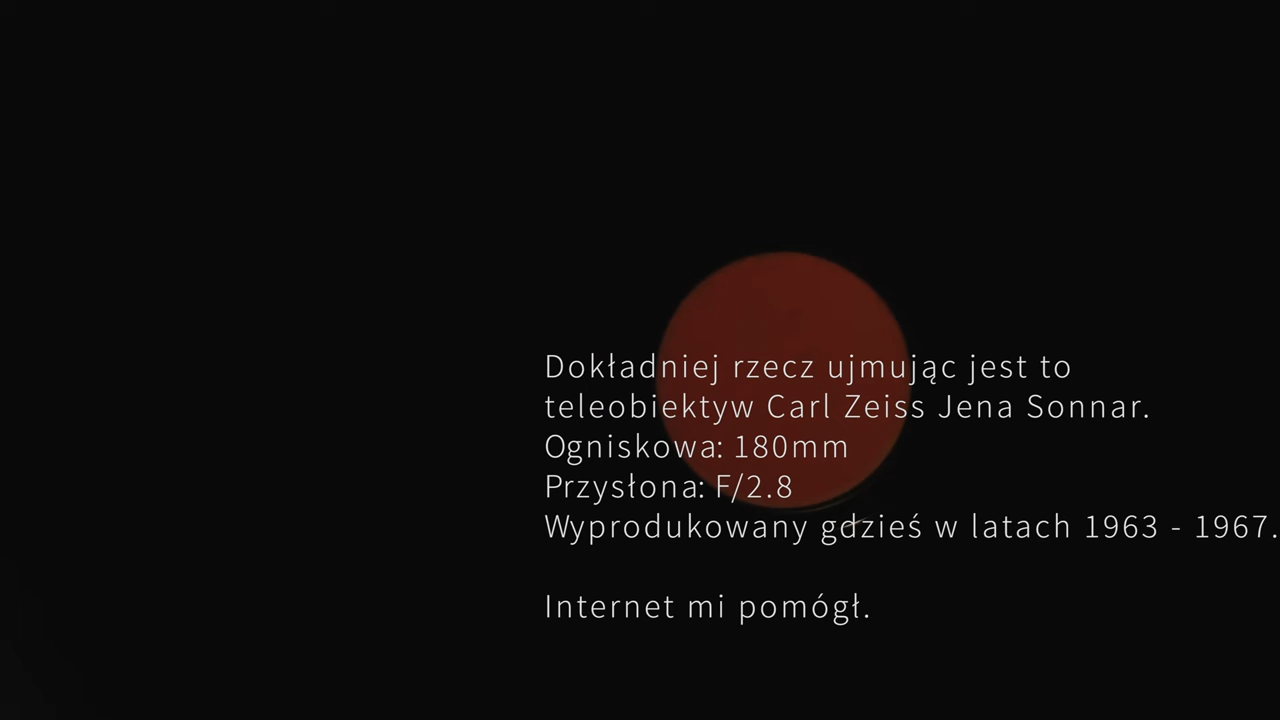 Dokładniej rzecz ujmując jest to
teleobiektyw Carl Zeiss Jena Sonnar.
Ogniskowa: 180mm
Przysłona: F/2.8
Wyprodukowany gdzieś w latach 1963 - 1967.
Internet mi pomógł.